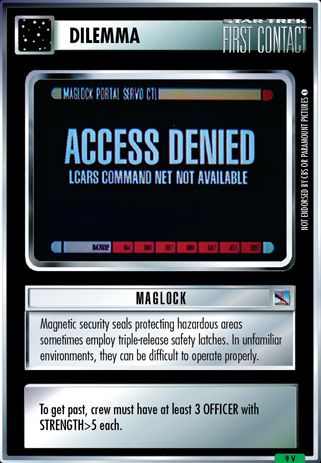 DILEMMA
STAR TREK
FIRST CONTACT
MAGLOCK PORTAL SERVO CTL
ACCESS DENIED
LCARS COMMAND NET NOT AVAILABLE
NOT ENDORSED BY CBS OR PARAMOUNT PICTURES
MAGLOCK
Magnetic security seals protecting hazardous areas
sometimes employ triple-release safety latches. In unfamiliar
environments, they can be difficult to operate properly.
To get past, crew must have at least 3 OFFICER with
STRENGTH>5 each.
9 V